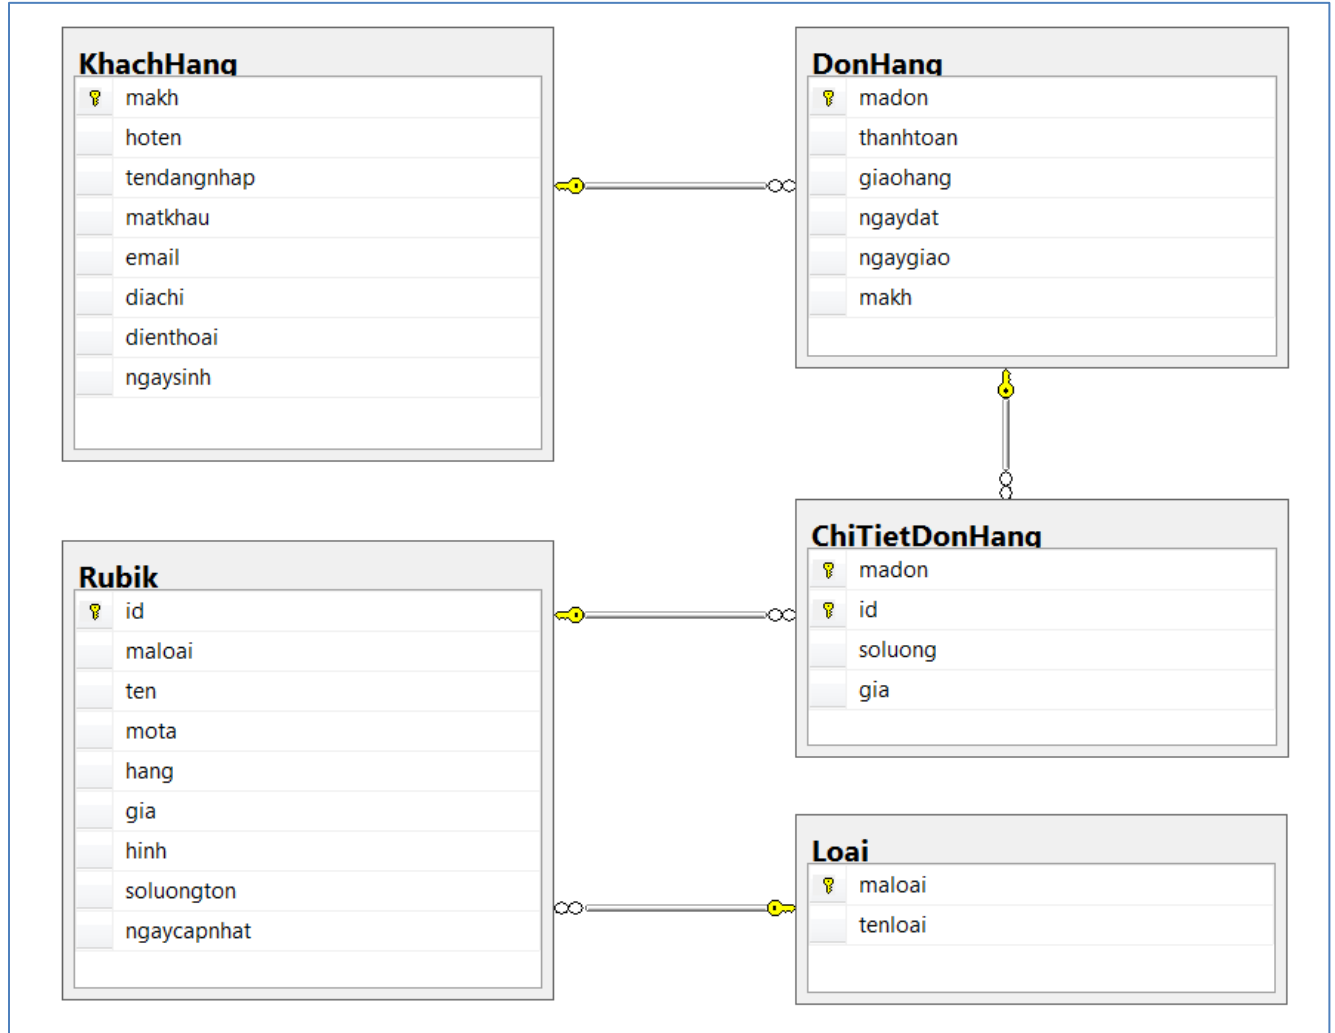 KhachHang
makh
hoten
tendangnhap
matkhau
email
diachi
dienthoai
ngaysinh
DonHang
madon
thanhtoan
giaohang
ngaydat
ngaygiao
makh
Rubik
id
maloai
ten
mota
hang
gia
hinh
soluongton
ngaycapnhat
ChiTietDonHang
madon
id
soluong
gia
Loai
maloai
tenloai